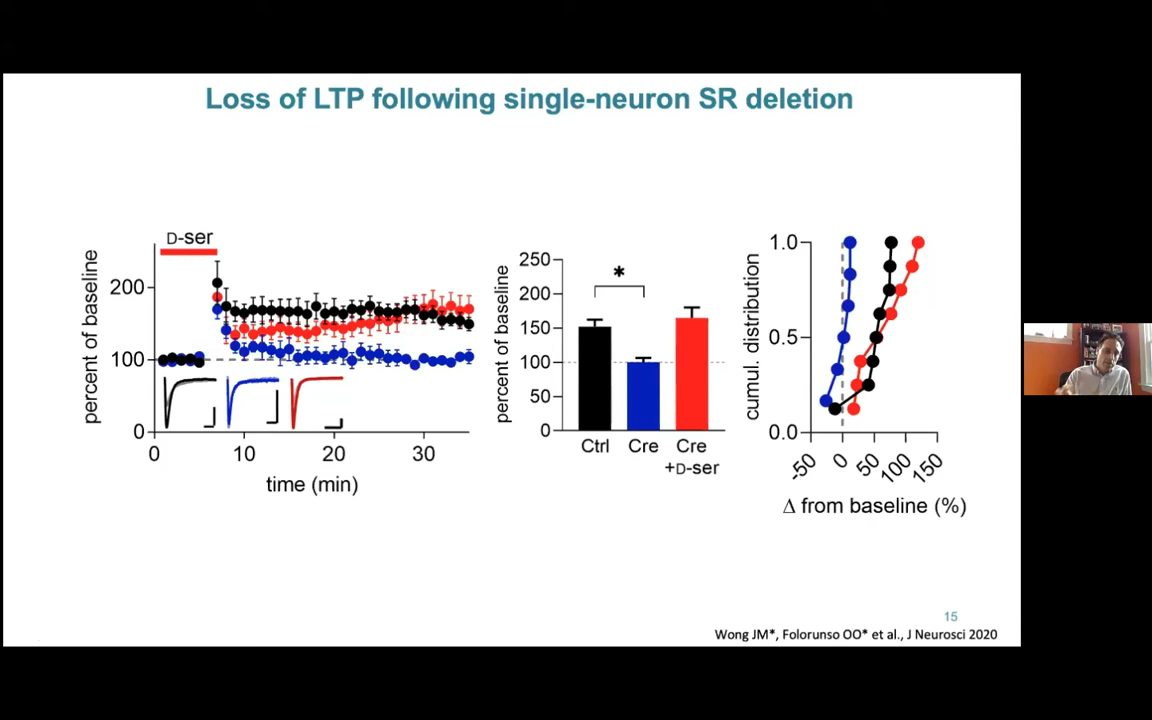 Loss of LTP following single-neuron SR deletion
D-ser
percent of baseline
200
100
0
0
10
20
30
time (min)
percent of baseline
250
200
150
100
50
0
*
Ctrl
Cre
Cre
+D-ser
cumul. distribution
1.0
0.5
0.0
-50
0
50
100
150
Δ from baseline (%)
15
Wong JM*, Folorunso OO* et al., J Neurosci 2020